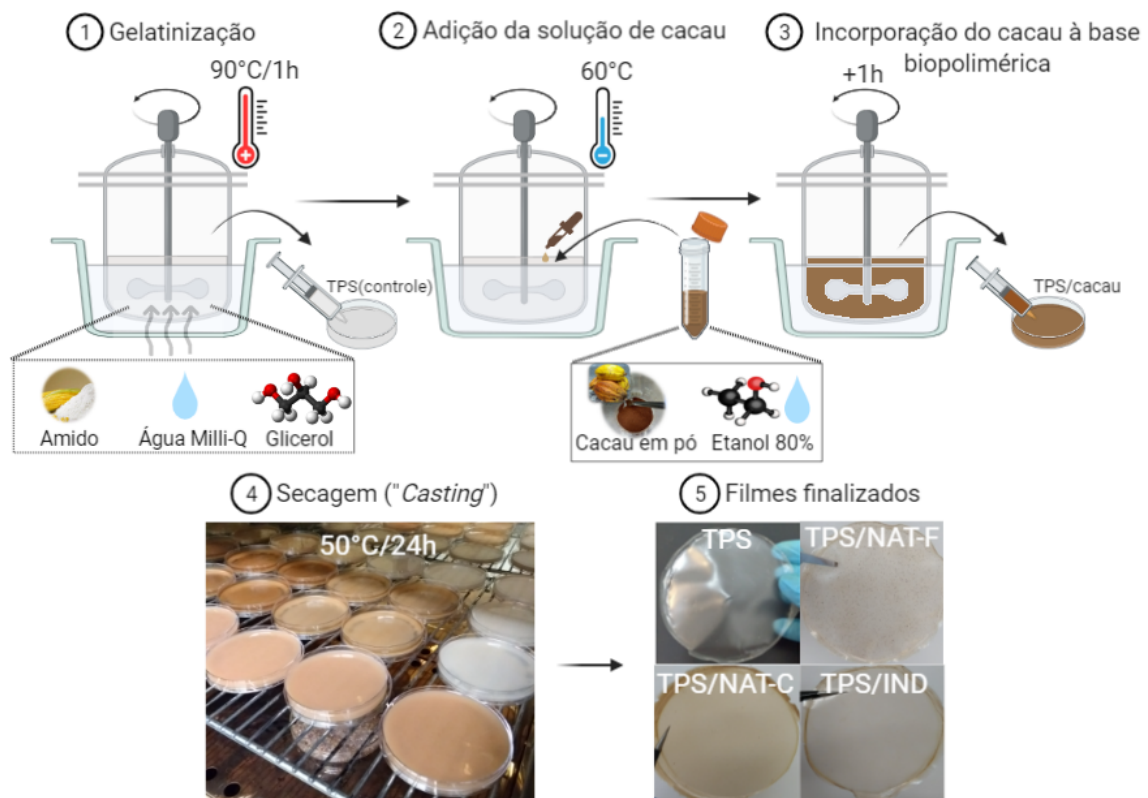 1 Gelatinização
90°C/1h
TPS(controle)
Amido
Água Milli-Q
Glicerol
2 Adição da solução de cacau
60°C
Cacau em pó
Etanol 80%
3 Incorporação do cacau à base
biopolimérica
+1h
TPS/cacau
4 Secagem ("Casting")
50°C/24h
5 Filmes finalizados
TPS
TPS/NAT-F
TPS/NAT-C
TPS/IND